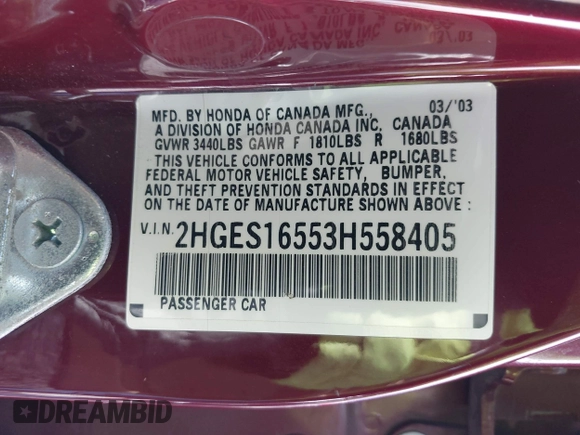 MFD. BY HONDA OF CANADA MFG., 03/'03
A DIVISION OF HONDA CANADA INC. CANADA
GVWR 3440LBS GAWR F 1810LBS R 1680LBS
THIS VEHICLE CONFORMS TO ALL APPLICABLE
FEDERAL MOTOR VEHICLE SAFETY, BUMPER,
AND THEFT PREVENTION STANDARDS IN EFFECT
ON THE DATE OF MANUFACTURE SHOWN ABOVE :
V.I.N. 2HGES16553H558405
PASSENGER CAR
DREAMBID